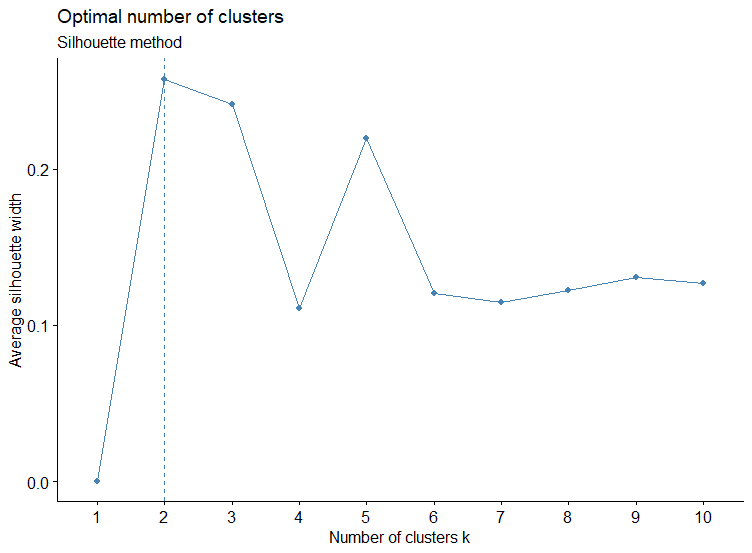 Optimal number of clusters
Silhouette method
Average silhouette width
0.2
0.1
0.0
1 2 3 4 5 6 7 8 9 10
Number of clusters k